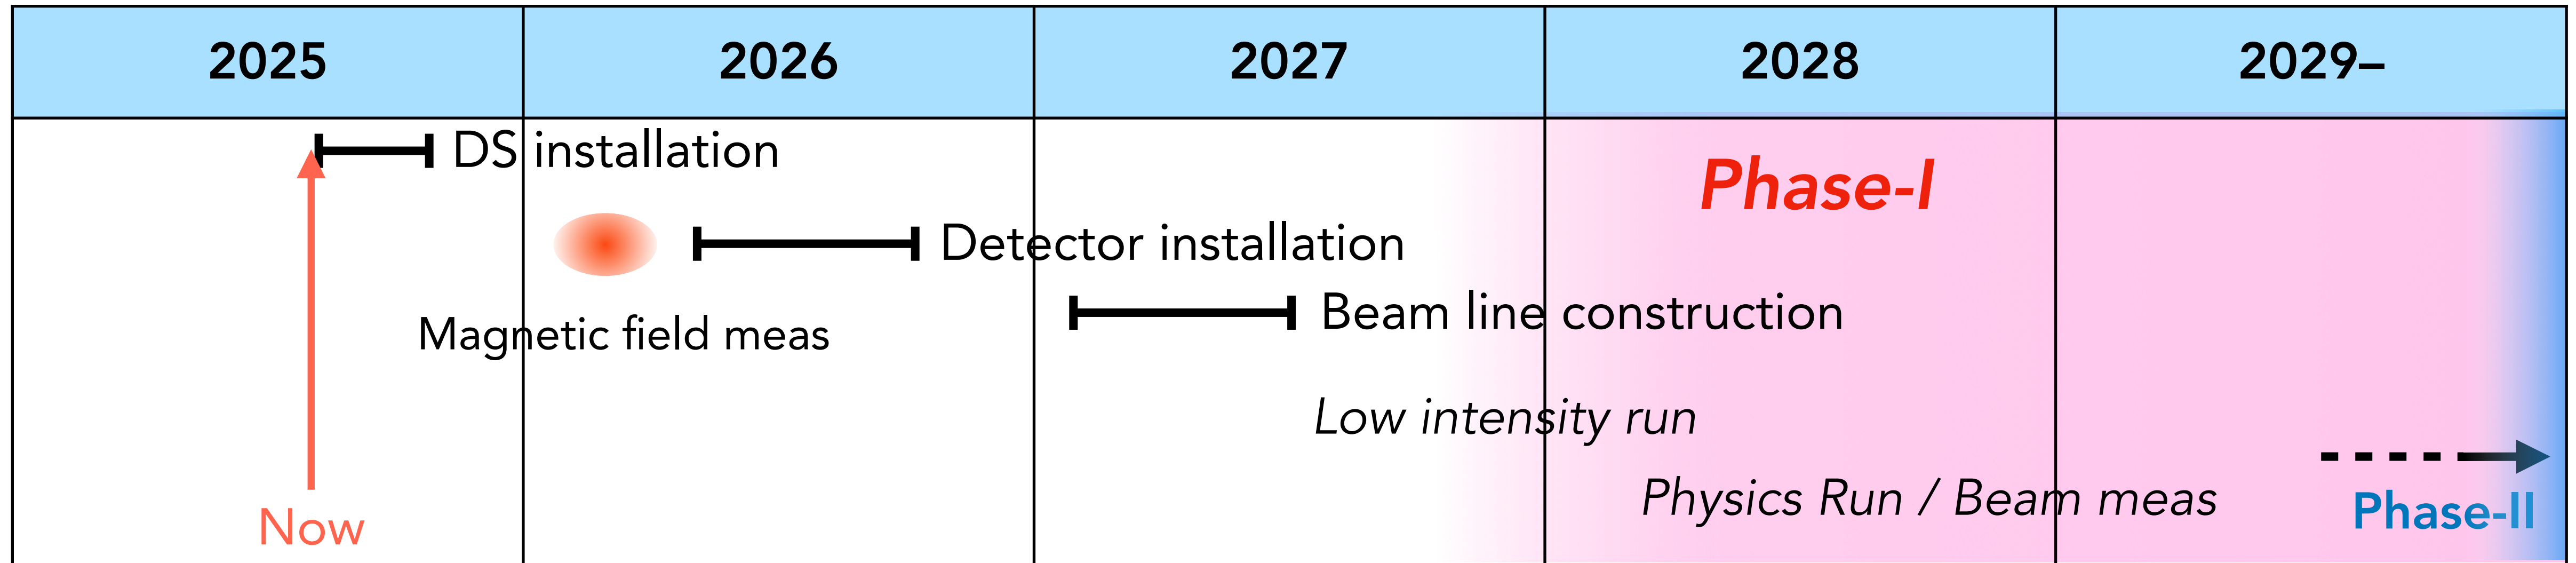 2025 2026 2027 2028 2029–
DS installation
Phase-I
Detector installation
Beam line construction
Magnetic field meas
Low intensity run
Physics Run / Beam meas
Phase-II
Now